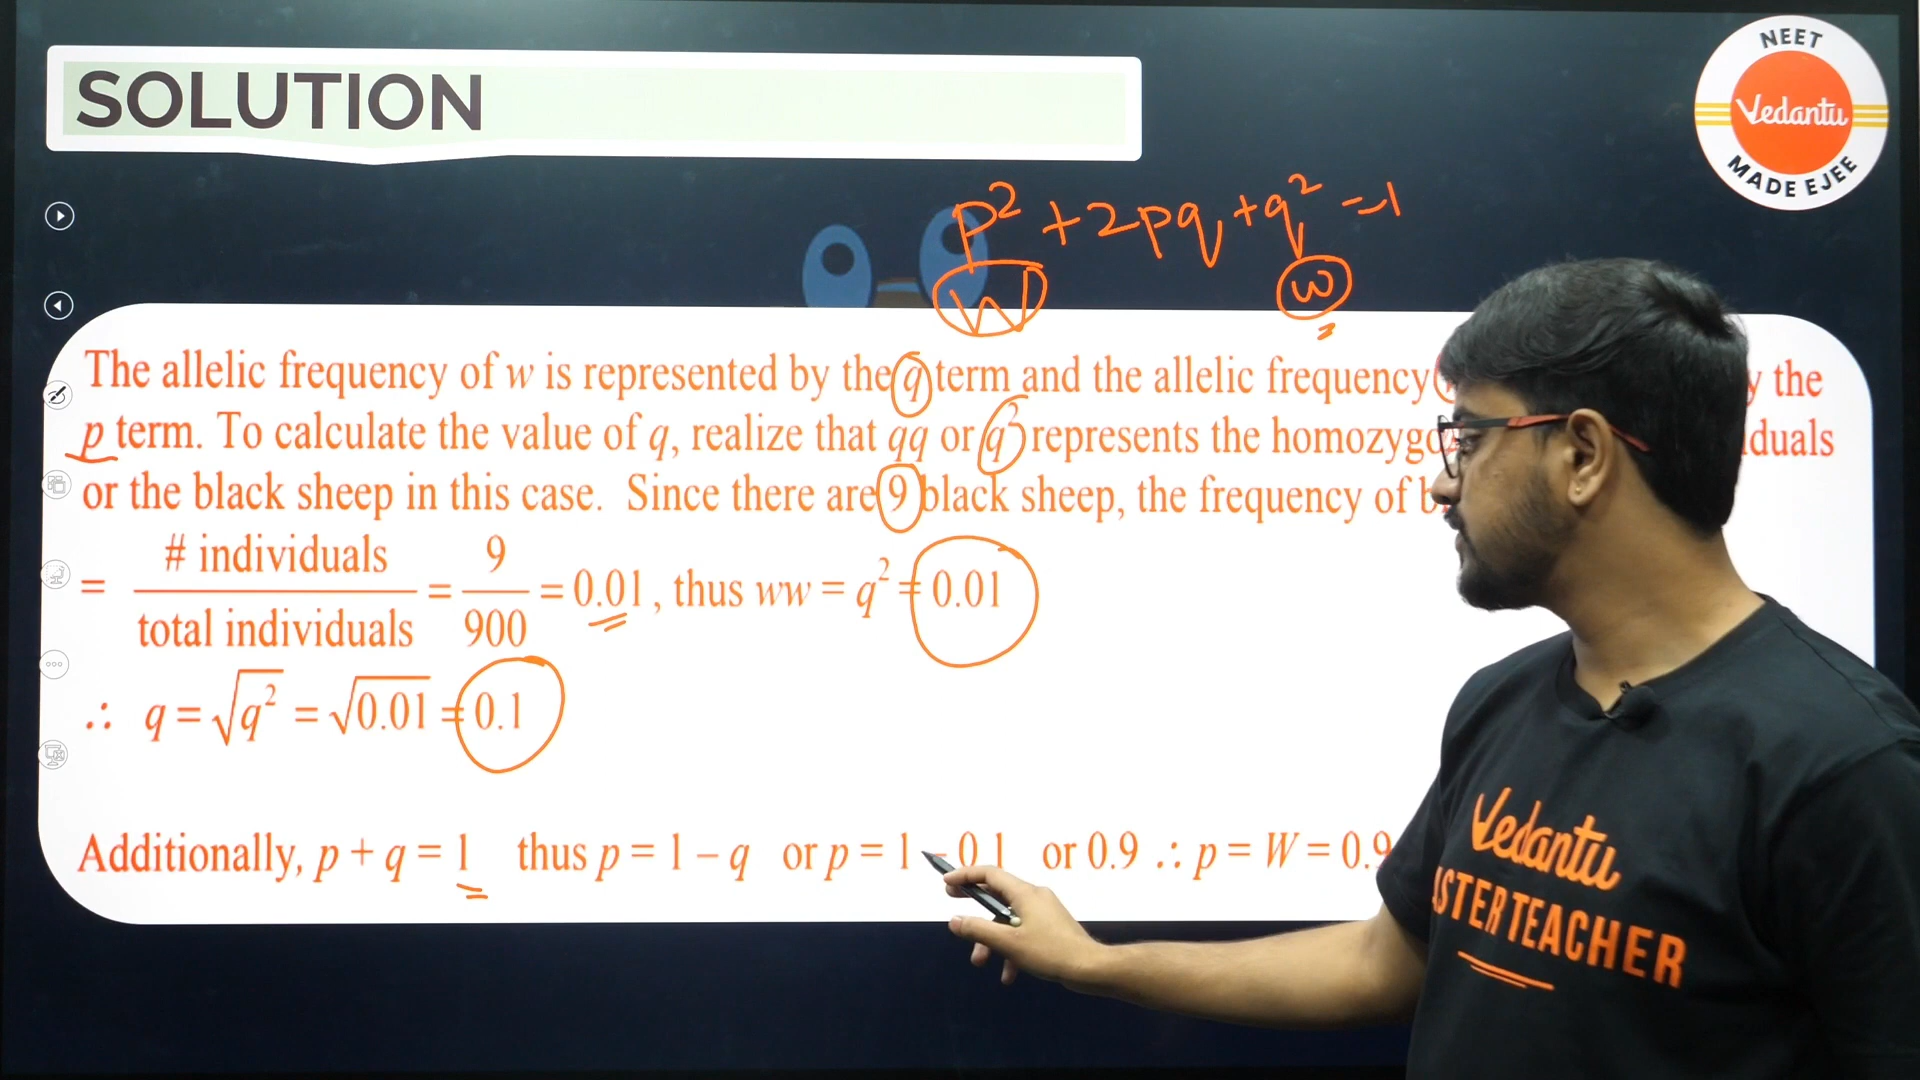 SOLUTION
NEET
Vedantu
MADE EJEE
p² + 2pq + q² = 1
W w
The allelic frequency of w is represented by the q term and the allelic frequency y the
p term. To calculate the value of q, realize that qq or q² represents the homozygo duals
or the black sheep in this case. Since there are 9 black sheep, the frequency of b
= # individuals / total individuals = 9 / 900 = 0.01, thus ww = q² = 0.01
∴ q = √q² = √0.01 = 0.1
Additionally, p + q = 1 thus p = 1 – q or p = 1 – 0.1 or 0.9 ∴ p = W = 0.9
Vedantu
ASTERTEACHER